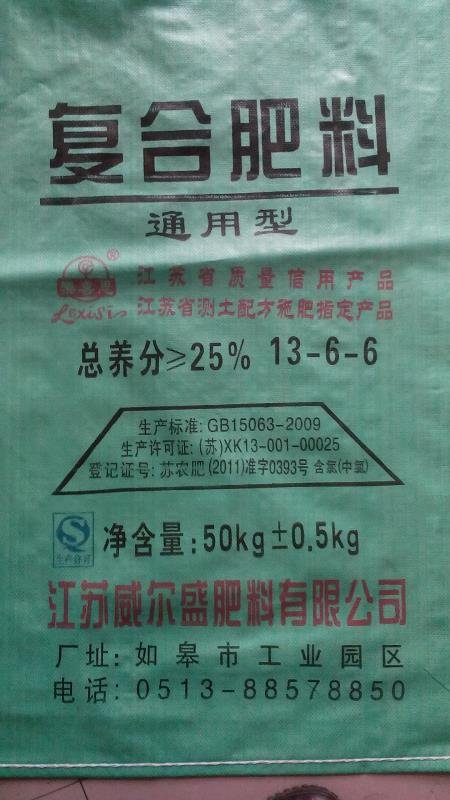 复合肥料
通用型
®
江苏省质量信用产品
Lexisis
江苏省测土配方施肥指定产品
总养分≥25% 13-6-6
生产标准:GB15063-2009
生产许可证:(苏)XK13-001-00025
登记证号:苏农肥(2011)准字0393号 含氯(中氯)
生产许可
净含量:50kg±0.5kg
江苏威尔盛肥料有限公司
厂址:如皋市工业园区
电话:0513-88578850